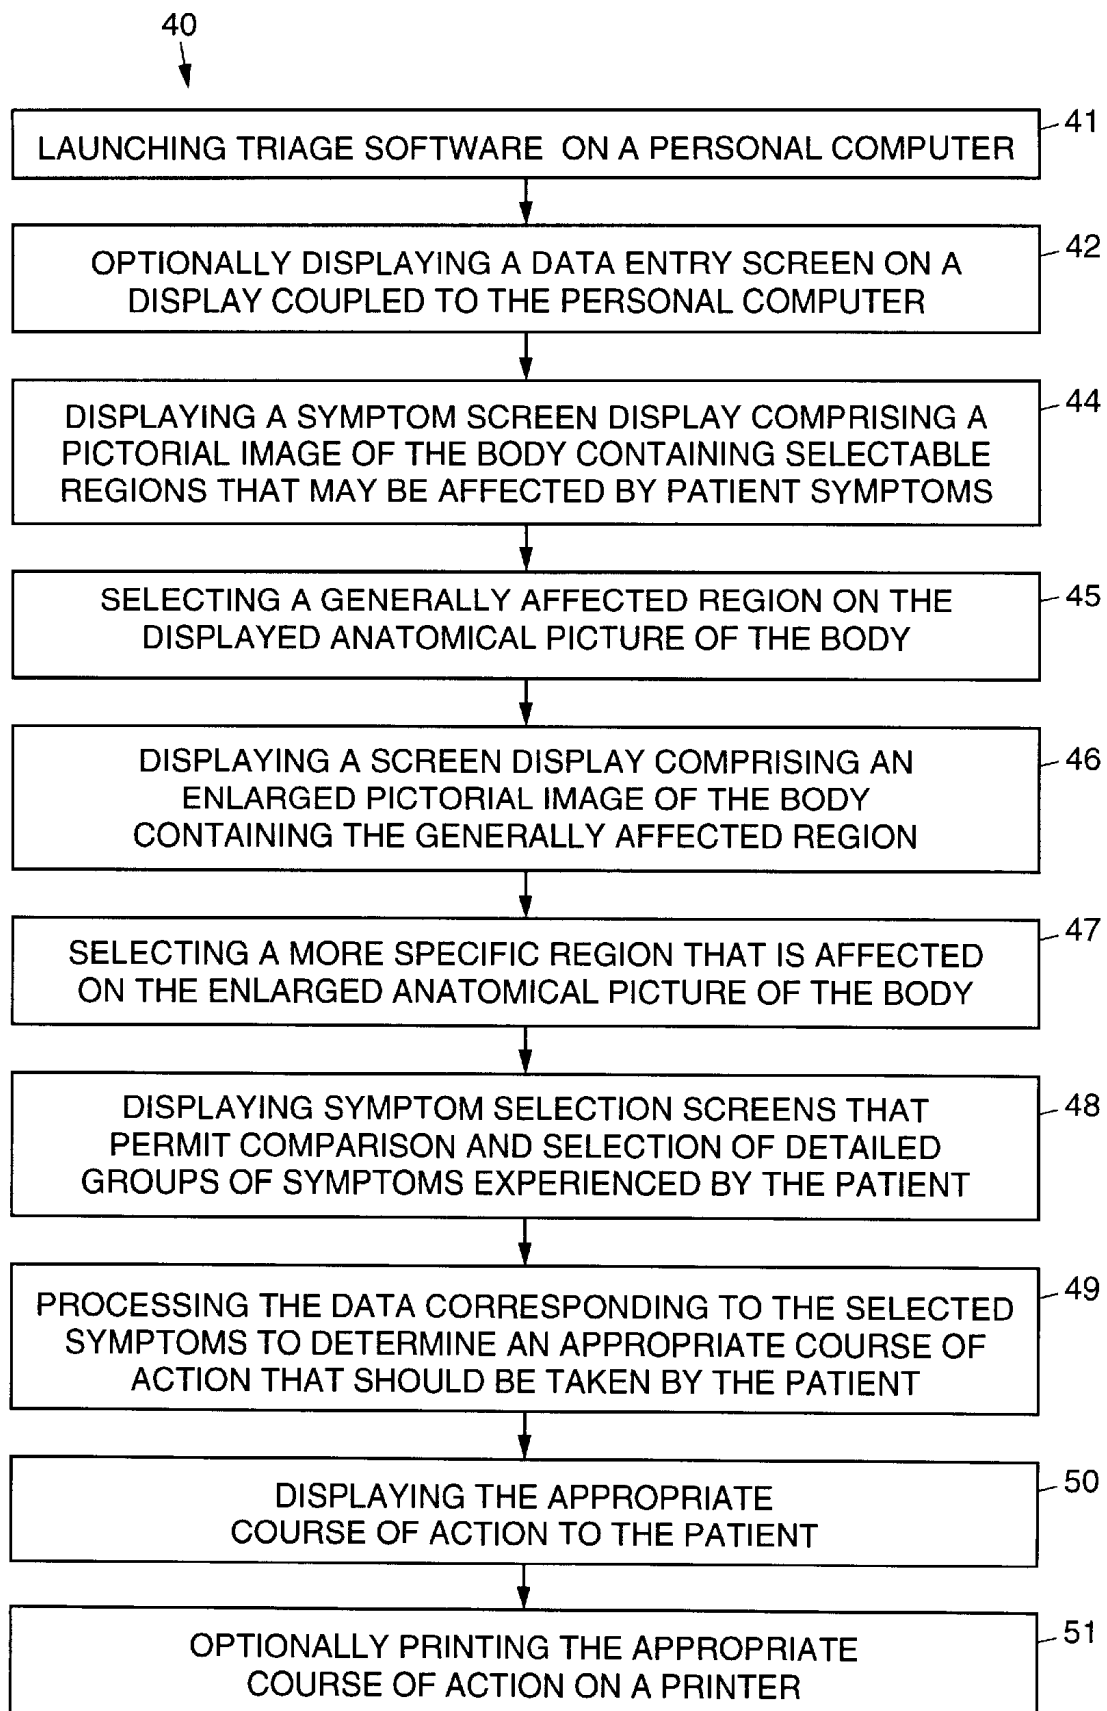 40
LAUNCHING TRIAGE SOFTWARE ON A PERSONAL COMPUTER
41
OPTIONALLY DISPLAYING A DATA ENTRY SCREEN ON A
DISPLAY COUPLED TO THE PERSONAL COMPUTER
42
DISPLAYING A SYMPTOM SCREEN DISPLAY COMPRISING A
PICTORIAL IMAGE OF THE BODY CONTAINING SELECTABLE
REGIONS THAT MAY BE AFFECTED BY PATIENT SYMPTOMS
44
SELECTING A GENERALLY AFFECTED REGION ON THE
DISPLAYED ANATOMICAL PICTURE OF THE BODY
45
DISPLAYING A SCREEN DISPLAY COMPRISING AN
ENLARGED PICTORIAL IMAGE OF THE BODY
CONTAINING THE GENERALLY AFFECTED REGION
46
SELECTING A MORE SPECIFIC REGION THAT IS AFFECTED
ON THE ENLARGED ANATOMICAL PICTURE OF THE BODY
47
DISPLAYING SYMPTOM SELECTION SCREENS THAT
PERMIT COMPARISON AND SELECTION OF DETAILED
GROUPS OF SYMPTOMS EXPERIENCED BY THE PATIENT
48
PROCESSING THE DATA CORRESPONDING TO THE SELECTED
SYMPTOMS TO DETERMINE AN APPROPRIATE COURSE OF
ACTION THAT SHOULD BE TAKEN BY THE PATIENT
49
DISPLAYING THE APPROPRIATE
COURSE OF ACTION TO THE PATIENT
50
OPTIONALLY PRINTING THE APPROPRIATE
COURSE OF ACTION ON A PRINTER
51